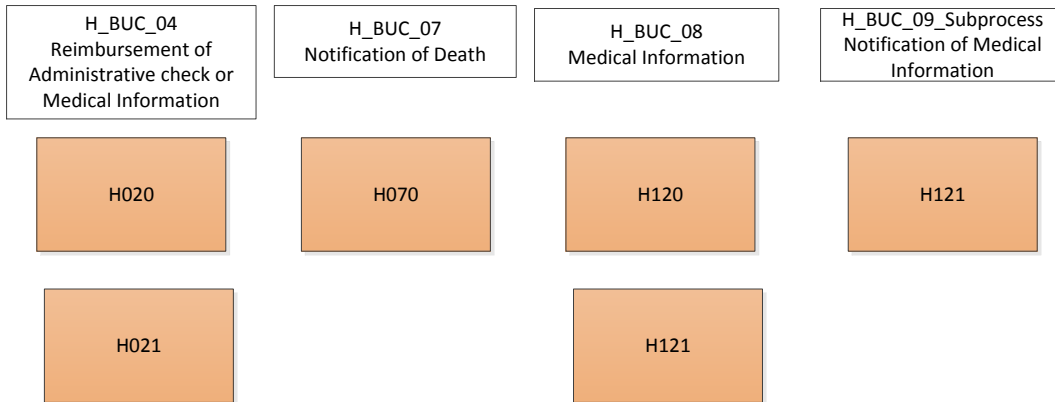 H_BUC_04
Reimbursement of
Administrative check or
Medical Information
H_BUC_07
Notification of Death
H_BUC_08
Medical Information
H_BUC_09_Subprocess
Notification of Medical
Information
H020
H070
H120
H121
H021
H121